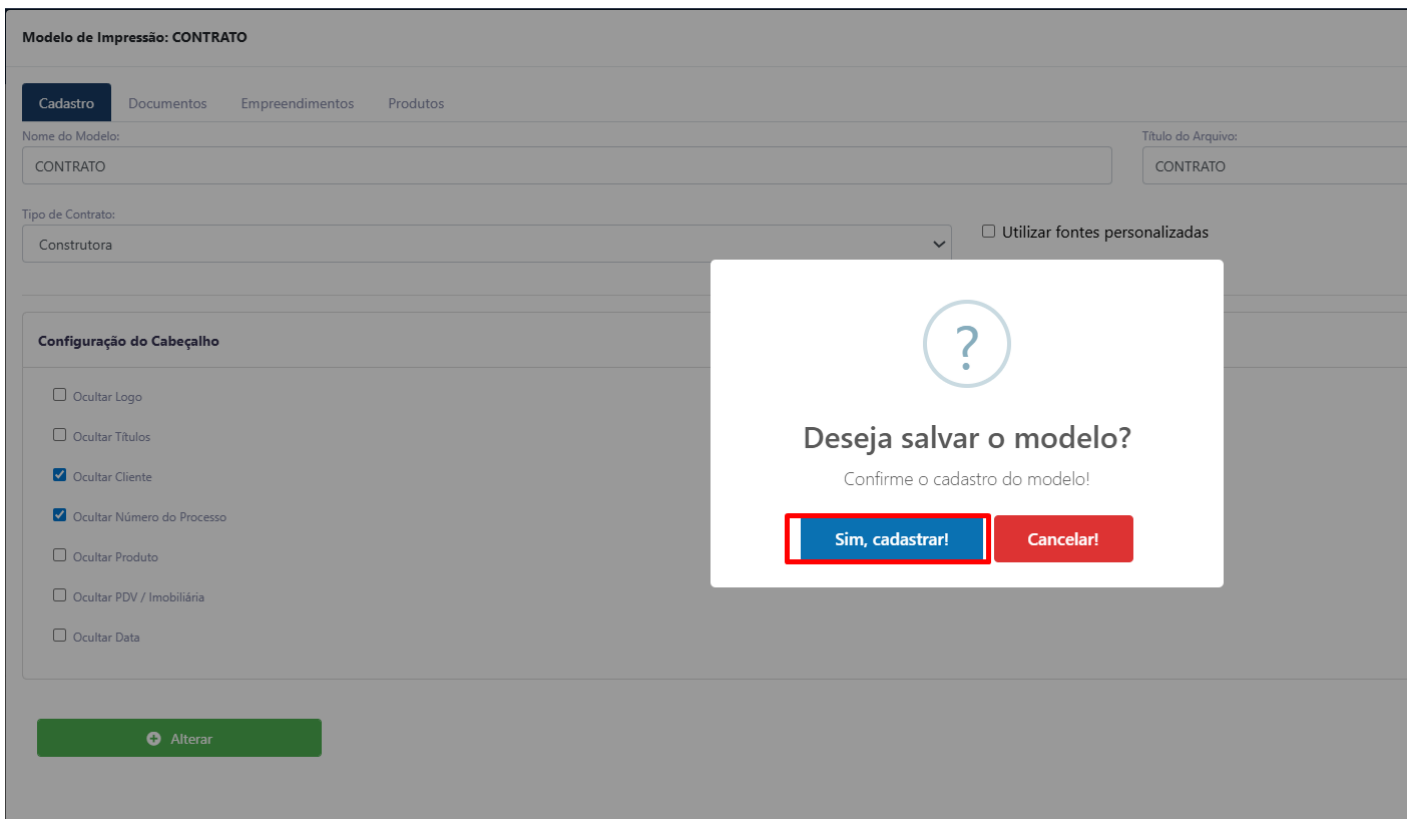 Modelo de Impressão: CONTRATO
Cadastro Documentos Empreendimentos Produtos
Nome do Modelo: Título do Arquivo:
CONTRATO CONTRATO
Tipo de Contrato:
Construtora Utilizar fontes personalizadas
Configuração do Cabeçalho
Ocultar Logo
Ocultar Títulos
Ocultar Cliente
Ocultar Número do Processo
Ocultar Produto
Ocultar PDV / Imobiliária
Ocultar Data
Alterar
?
Deseja salvar o modelo?
Confirme o cadastro do modelo!
Sim, cadastrar! Cancelar!